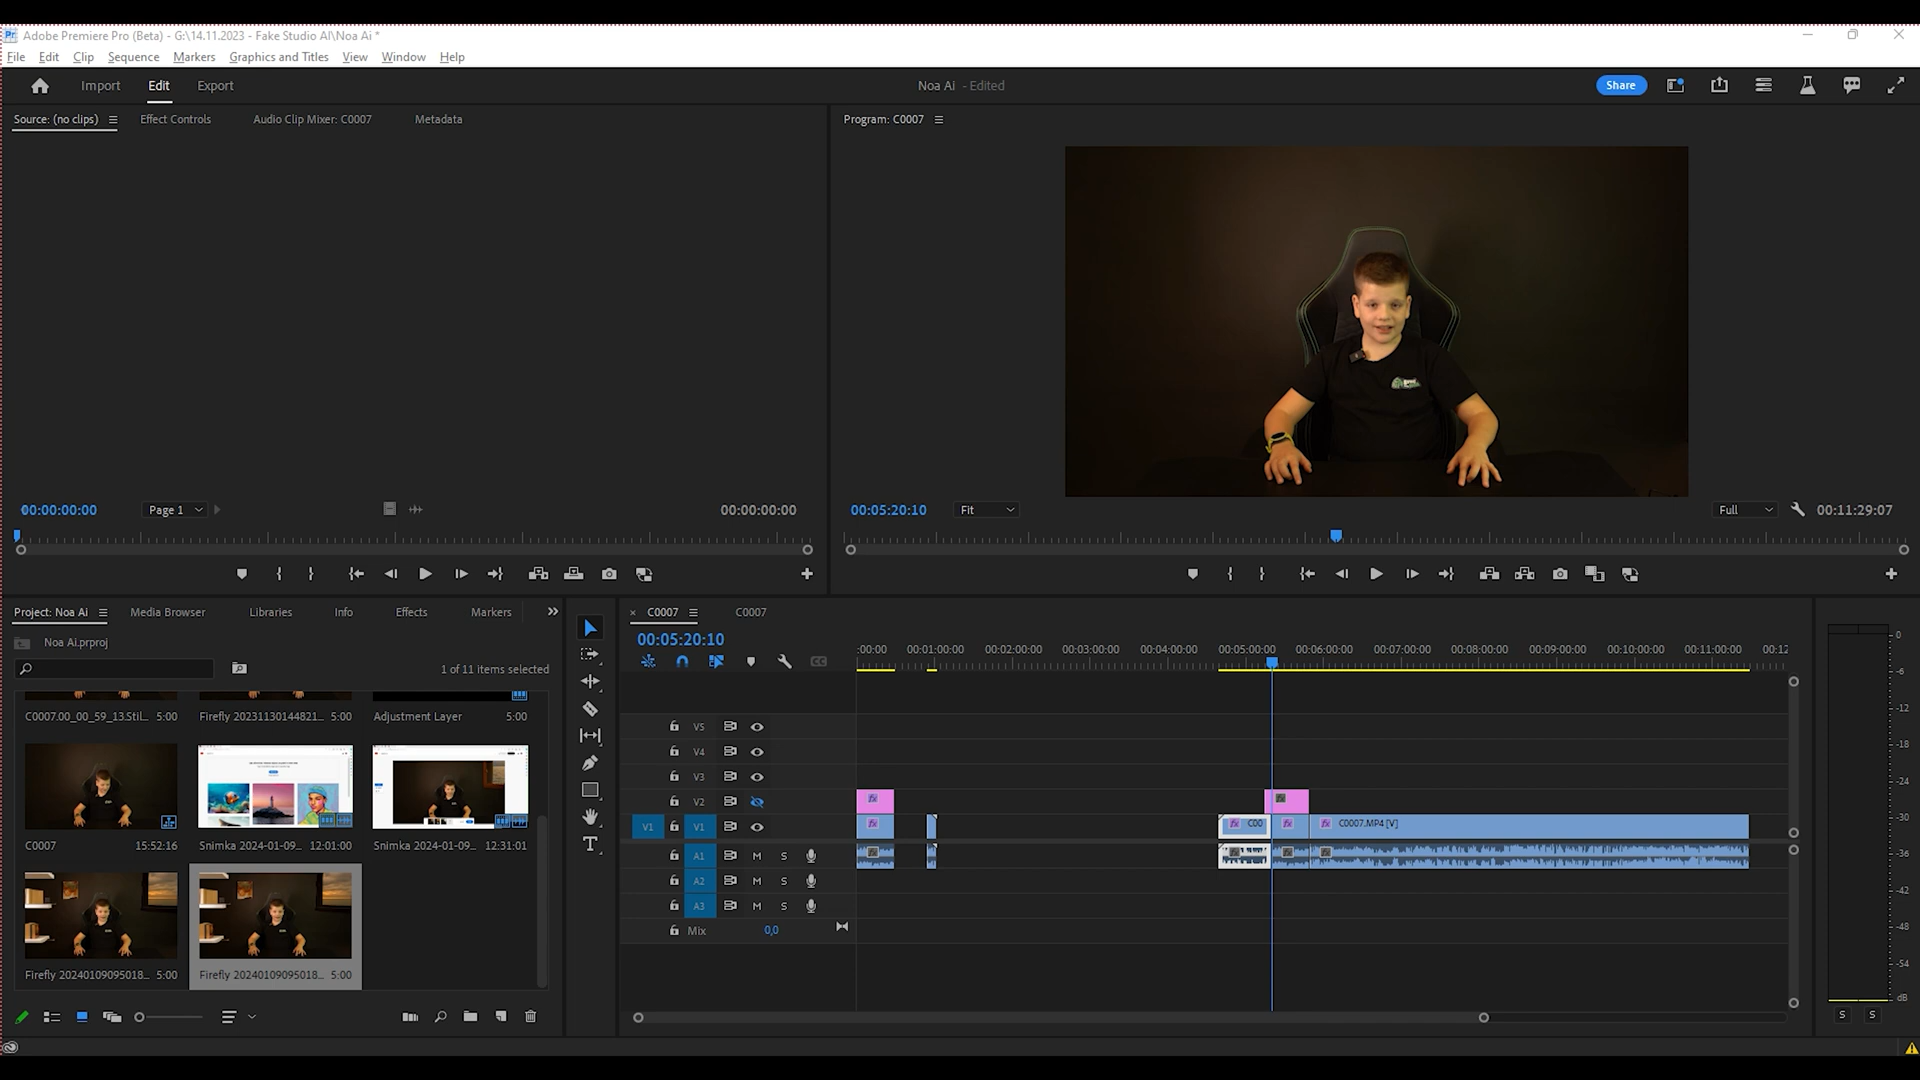 Adobe Premiere Pro (Beta) - G:\14.11.2023 - Fake Studio AI\Noa Ai *
File Edit Clip Sequence Markers Graphics and Titles View Window Help
Import Edit Export
Noa Ai - Edited
Share
Source: (no clips) Effect Controls Audio Clip Mixer: C0007 Metadata
Program: C0007
00:00:00:00 Page 1 00:00:00:00
00:05:20:10 Fit Full 00:11:29:07
Project: Noa Ai Media Browser Libraries Info Effects Markers
Noa Ai.prproj
1 of 11 items selected
C0007.00_00_59_13.Stil... 5:00 Firefly 20231130144821... 5:00 Adjustment Layer 5:00
C0007 15:52:16 Snimka 2024-01-09... 12:01:00 Snimka 2024-01-09... 12:31:01
Firefly 20240109095018... 5:00 Firefly 20240109095018... 5:00
C0007 C0007
00:05:20:10
:00:00 00:01:00:00 00:02:00:00 00:03:00:00 00:04:00:00 00:05:00:00 00:06:00:00 00:07:00:00 00:08:00:00 00:09:00:00 00:10:00:00 00:11:00:00 00:12
V5
V4
V3
V2
V1 V1 C00 C0007.MP4 [V]
A1 M S
A2 M S
A3 M S
Mix 0,0
0
-6
-12
-18
-24
-30
-36
-42
-48
-54
dB
S S